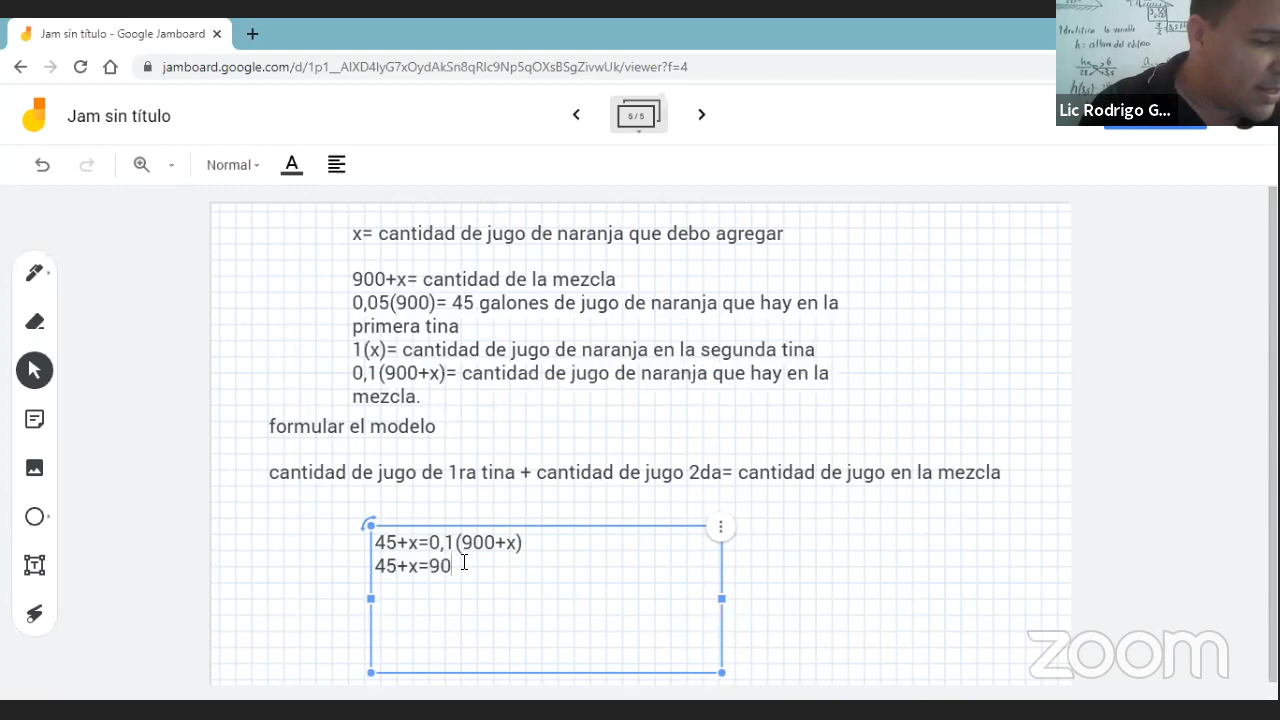 Jam sin título - Google Jamboard
jamboard.google.com/d/1p1__AIXD4IyG7xOydAkSn8qRlc9Np5qOXsBSgZivwUk/viewer?f=4
Lic Rodrigo G...
Jam sin título
5 / 5
Normal
x= cantidad de jugo de naranja que debo agregar
900+x= cantidad de la mezcla
0,05(900)= 45 galones de jugo de naranja que hay en la
primera tina
1(x)= cantidad de jugo de naranja en la segunda tina
0,1(900+x)= cantidad de jugo de naranja que hay en la
mezcla.
formular el modelo
cantidad de jugo de 1ra tina + cantidad de jugo 2da= cantidad de jugo en la mezcla
45+x=0,1(900+x)
45+x=90
zoom